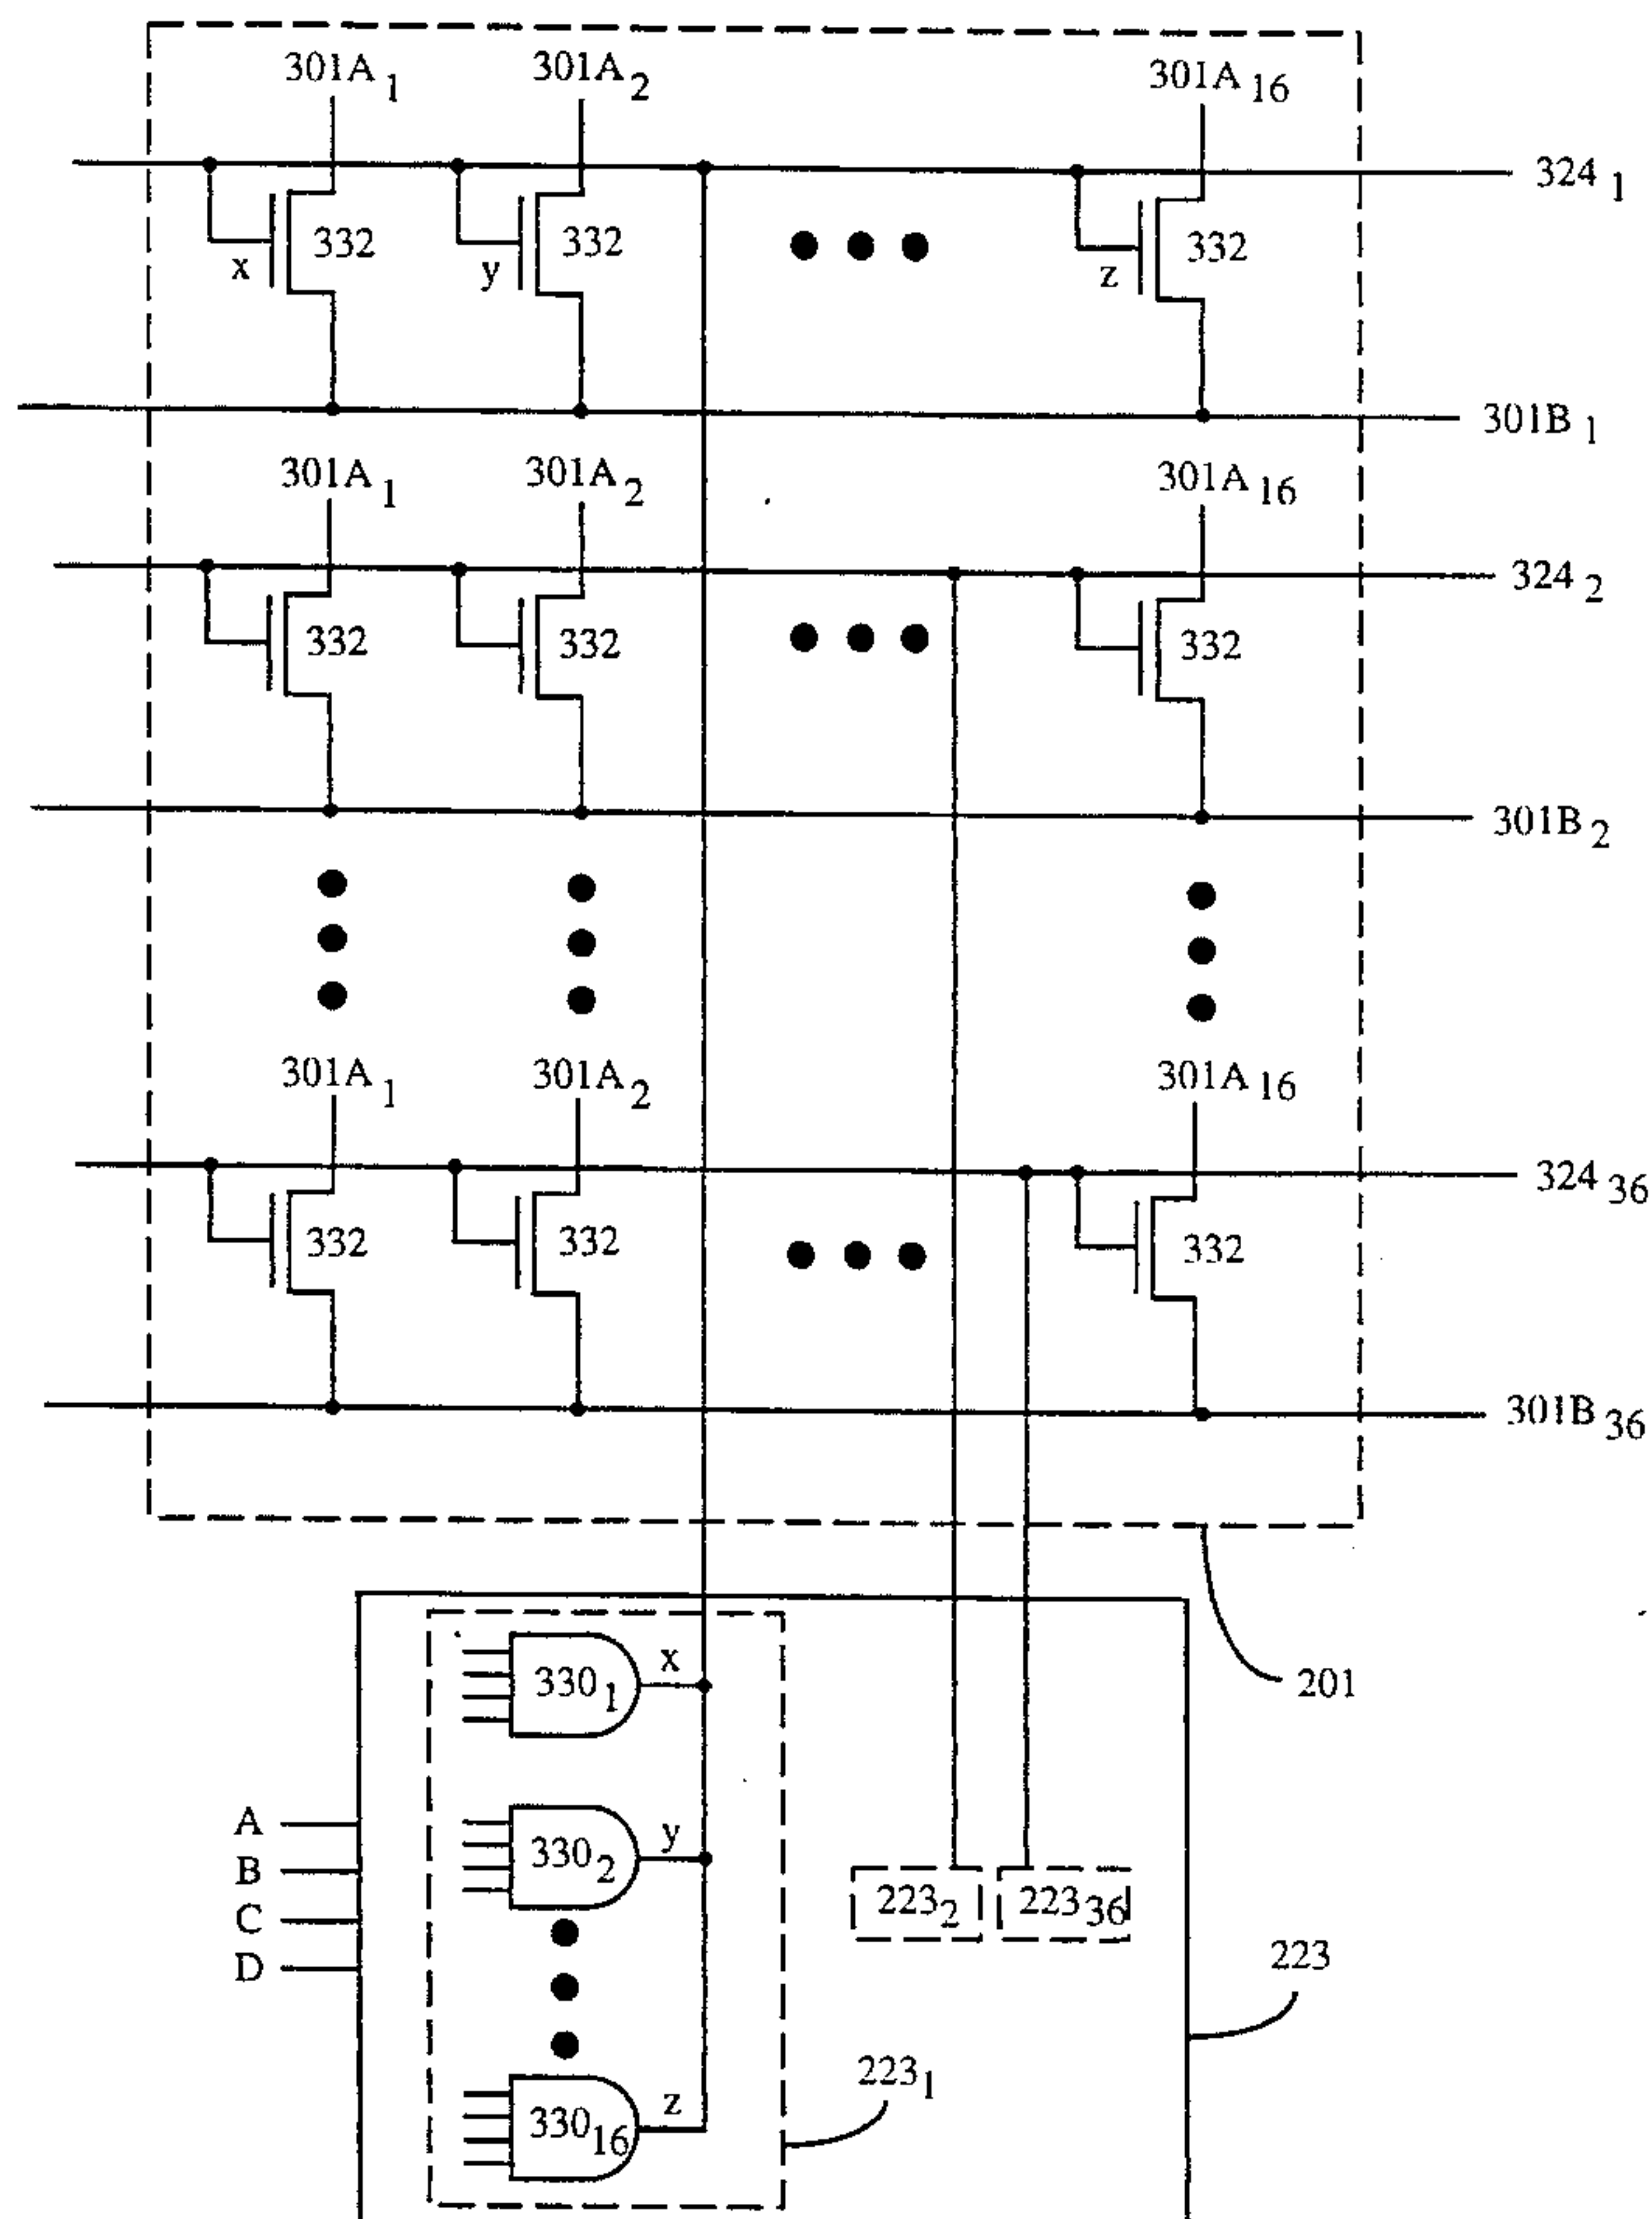 301A 1 301A 2 301A 16
324 1
332 332 332
x y z
301B 1
301A 1 301A 2 301A 16
324 2
332 332 332
301B 2
301A 1 301A 2 301A 16
324 36
332 332 332
301B 36
330 1 x
201
A
B
C
D
330 2 y
223 2 223 36
223
223 1
330 16 z